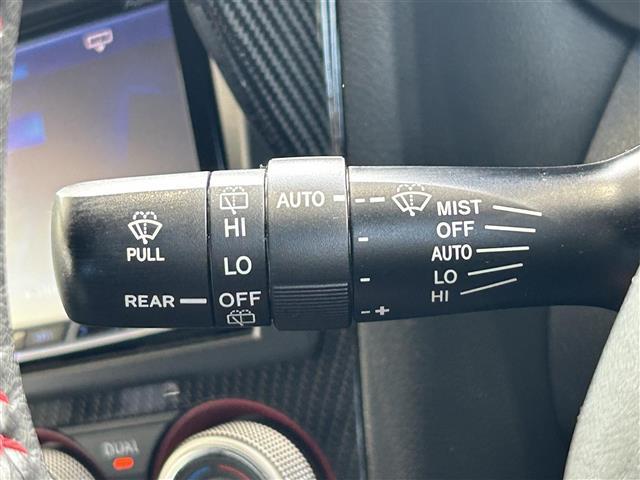 PULL
REAR
HI
LO
OFF
AUTO
- +
MIST
OFF
AUTO
LO
HI
DUAL